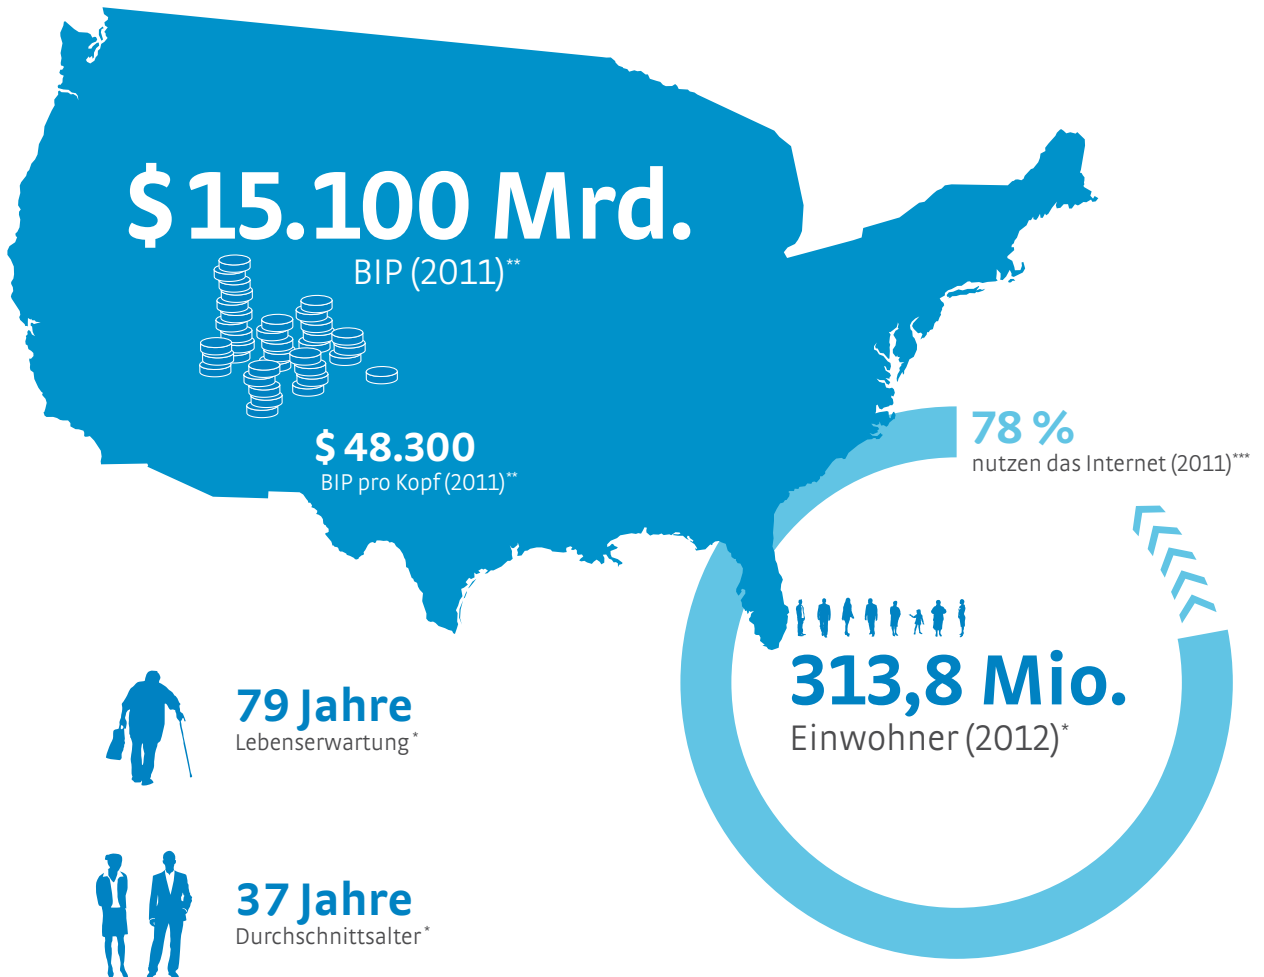 $ 15.100 Mrd.
BIP (2011)**
$ 48.300
BIP pro Kopf (2011)**
78 %
nutzen das Internet (2011)***
313,8 Mio.
Einwohner (2012)*
79 Jahre
Lebenserwartung*
37 Jahre
Durchschnittsalter*